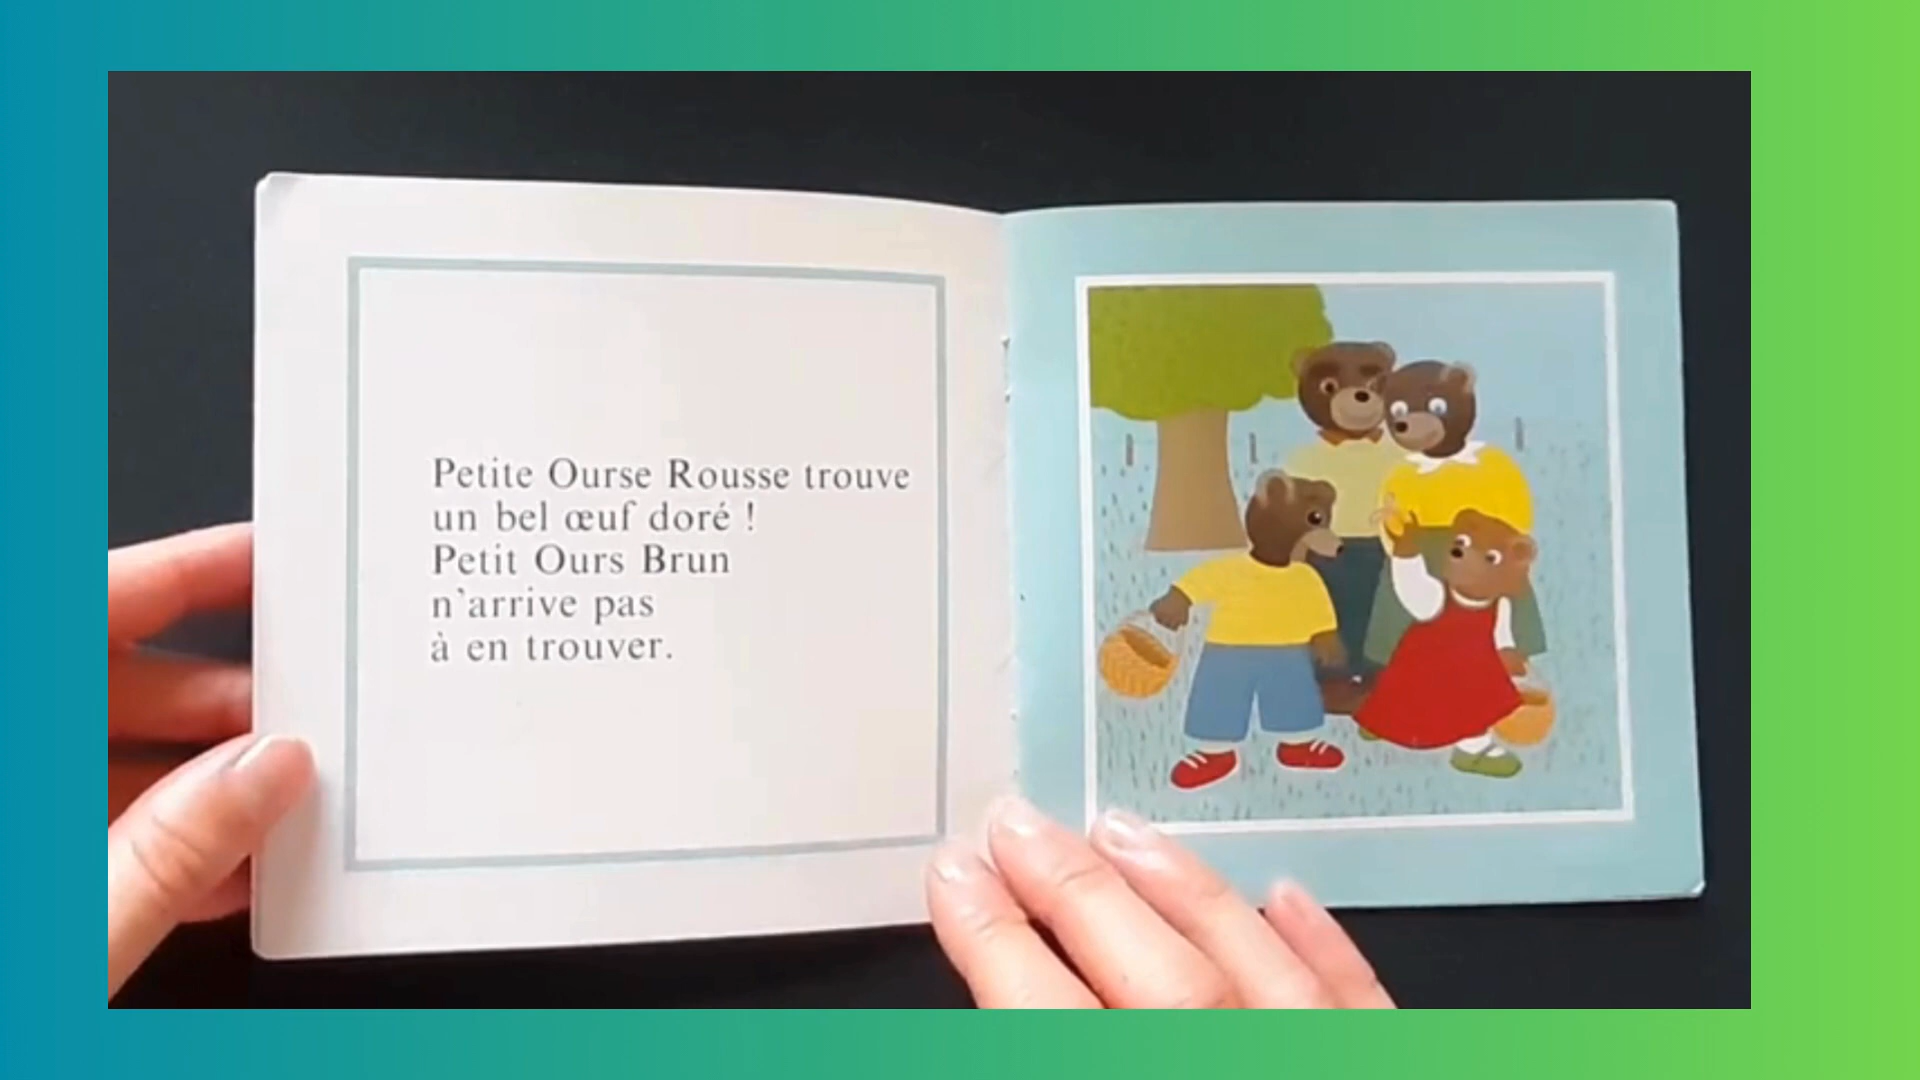 Petite Ourse Rousse trouve
un bel œuf doré !
Petit Ours Brun
n'arrive pas
à en trouver.